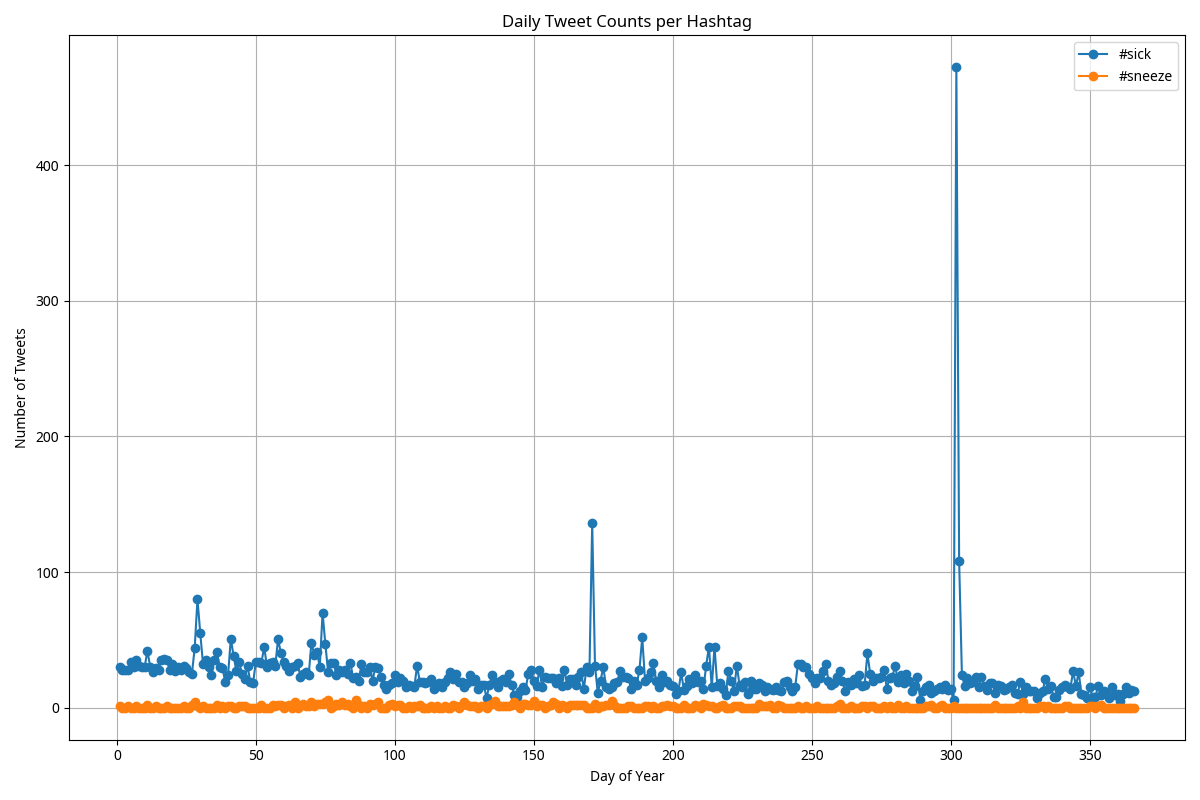 Daily Tweet Counts per Hashtag
#sick
#sneeze
Number of Tweets
400
300
200
100
0
0 50 100 150 200 250 300 350
Day of Year